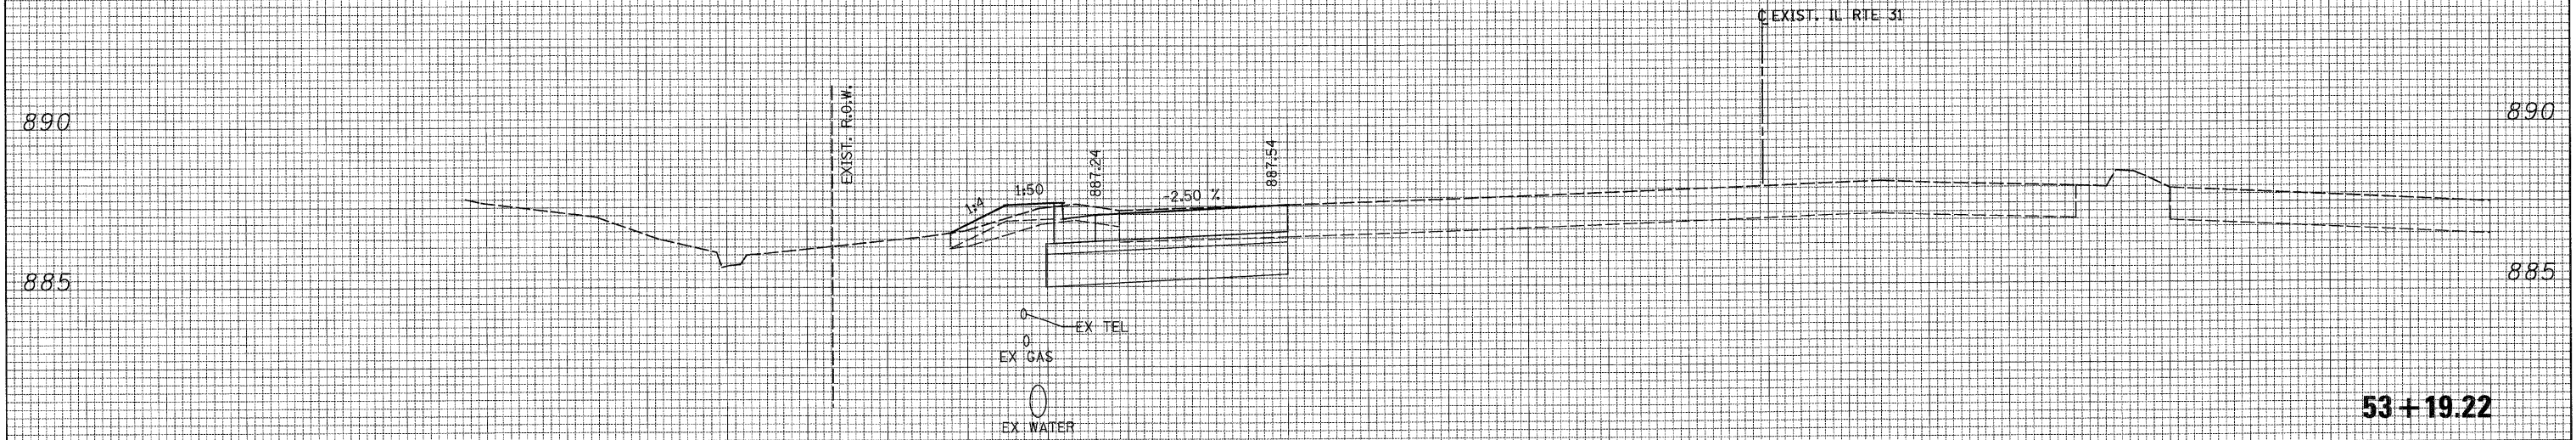 ℄ EXIST. IL RTE 31
890
890
EXIST. R.O.W.
887.24
887.54
1:50
1:4
-2.50 %
885
885
EX TEL
EX GAS
EX WATER
53+19.22